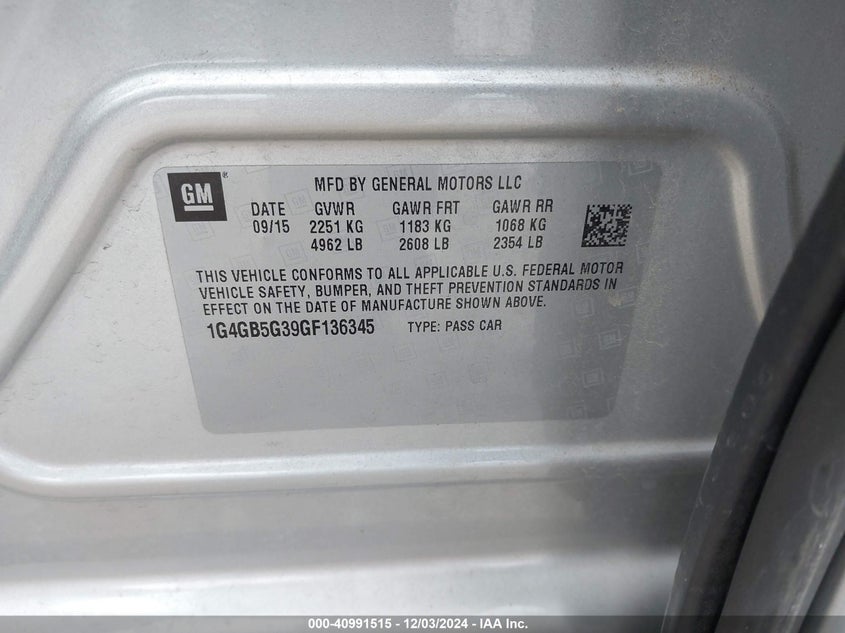 GM ®
MFD BY GENERAL MOTORS LLC
DATE GVWR GAWR FRT GAWR RR
09/15 2251 KG 1183 KG 1068 KG
4962 LB 2608 LB 2354 LB
THIS VEHICLE CONFORMS TO ALL APPLICABLE U.S. FEDERAL MOTOR
VEHICLE SAFETY, BUMPER, AND THEFT PREVENTION STANDARDS IN
EFFECT ON THE DATE OF MANUFACTURE SHOWN ABOVE.
1G4GB5G39GF136345 TYPE: PASS CAR
000-40991515 - 12/03/2024 - IAA Inc.